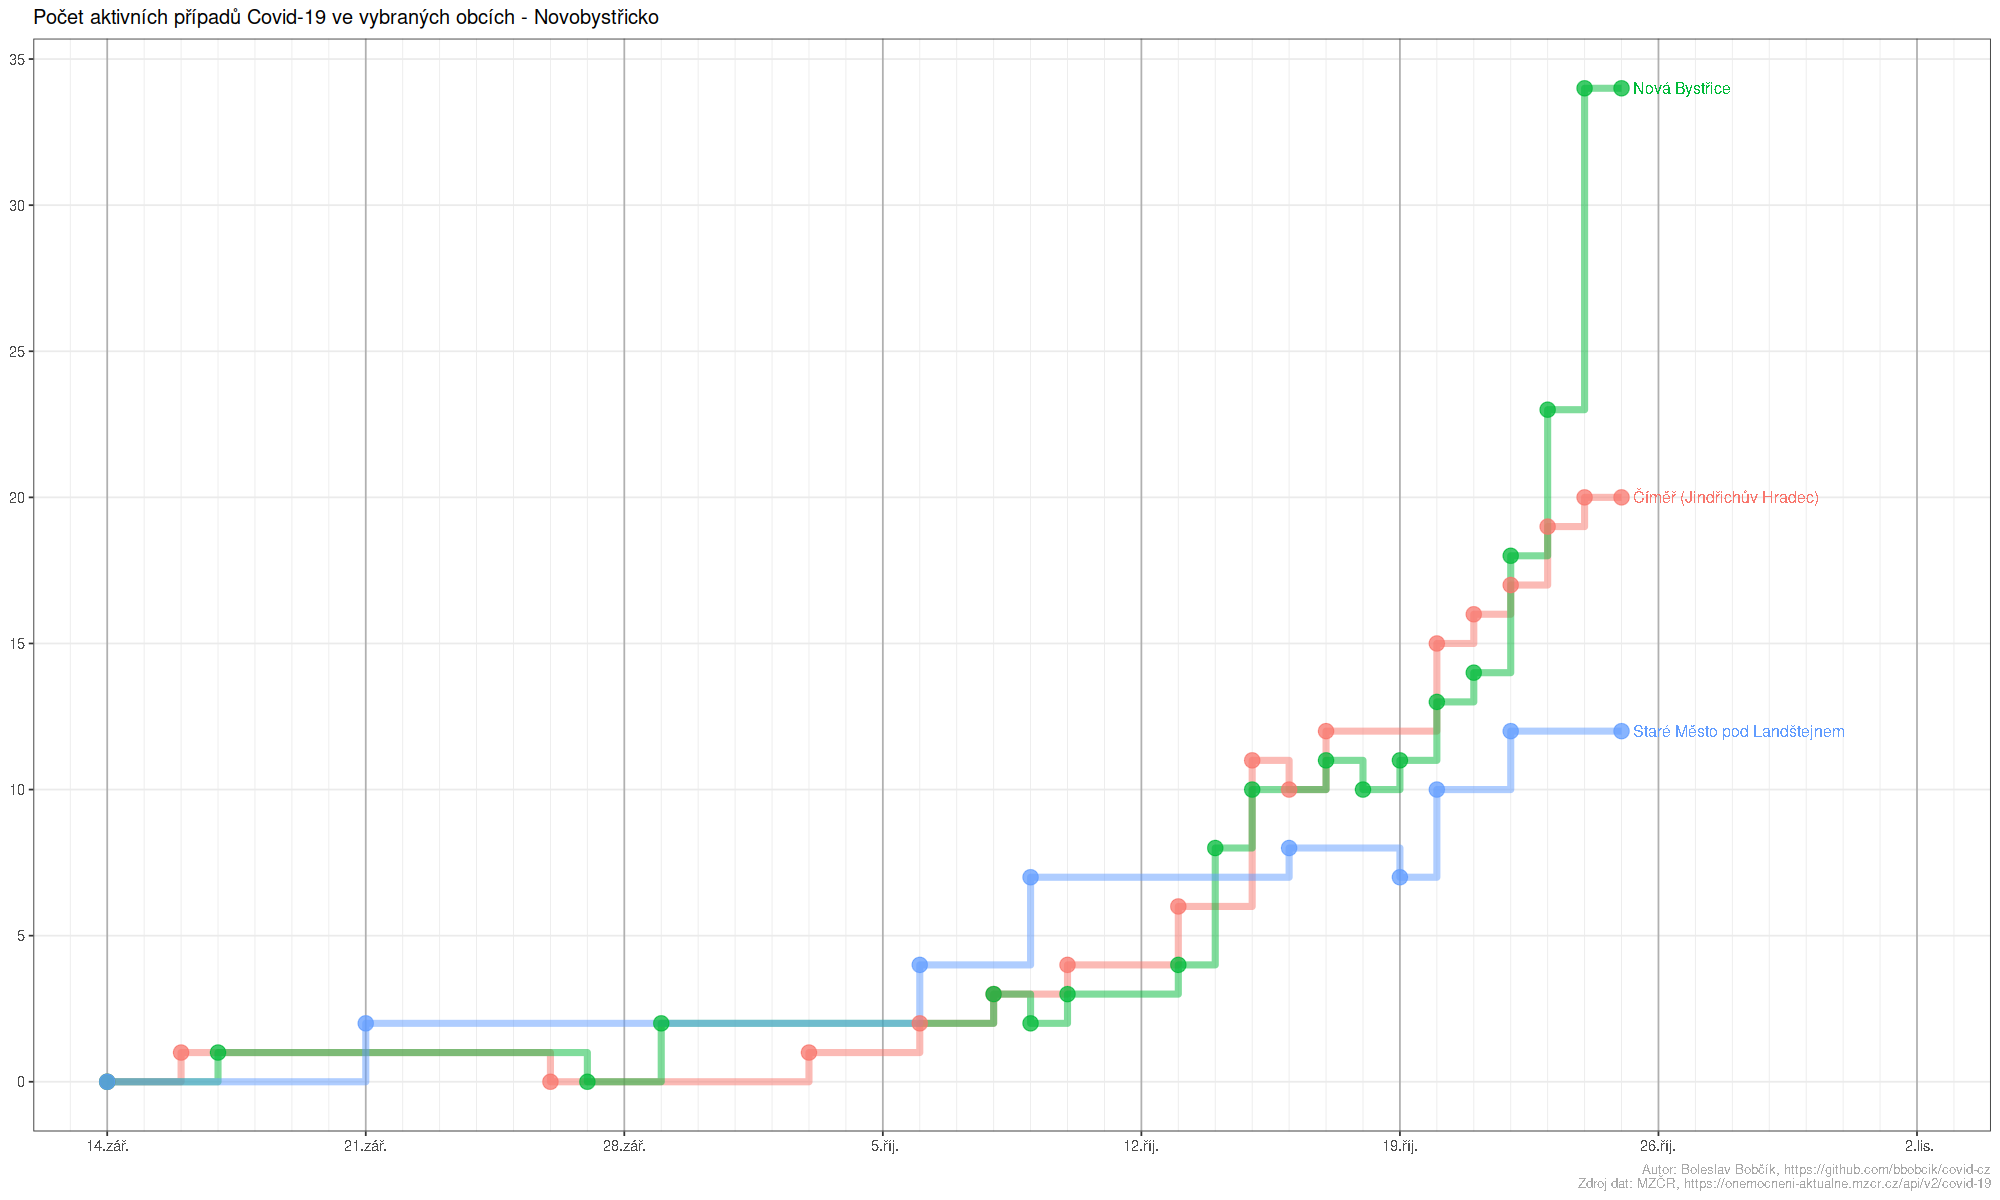 Počet aktivních případů Covid-19 ve vybraných obcích - Novobystřicko
35
30
25
20
15
10
5
0
Nová Bystřice
Číměř (Jindřichův Hradec)
Staré Město pod Landštejnem
14.zář.
21.zář.
28.zář.
5.říj.
12.říj.
19.říj.
26.říj.
2.lis.
Autor: Boleslav Bobčík, https://github.com/bbobcik/covid-cz
Zdroj dat: MZČR, https://onemocneni-aktualne.mzcr.cz/api/v2/covid-19